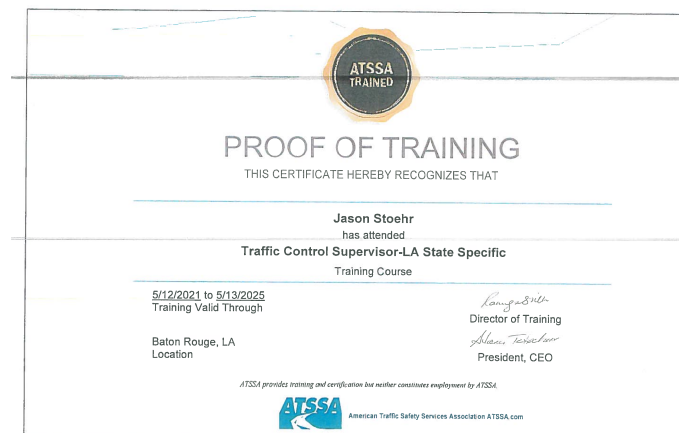 ATSSA
TRAINED
PROOF OF TRAINING
THIS CERTIFICATE HEREBY RECOGNIZES THAT
Jason Stoehr
has attended
Traffic Control Supervisor-LA State Specific
Training Course
5/12/2021 to 5/13/2025
Training Valid Through
Director of Training
Baton Rouge, LA
Location
President, CEO
ATSSA provides training and certification but neither constitutes employment by ATSSA.
ATSSA
American Traffic Safety Services Association ATSSA.com